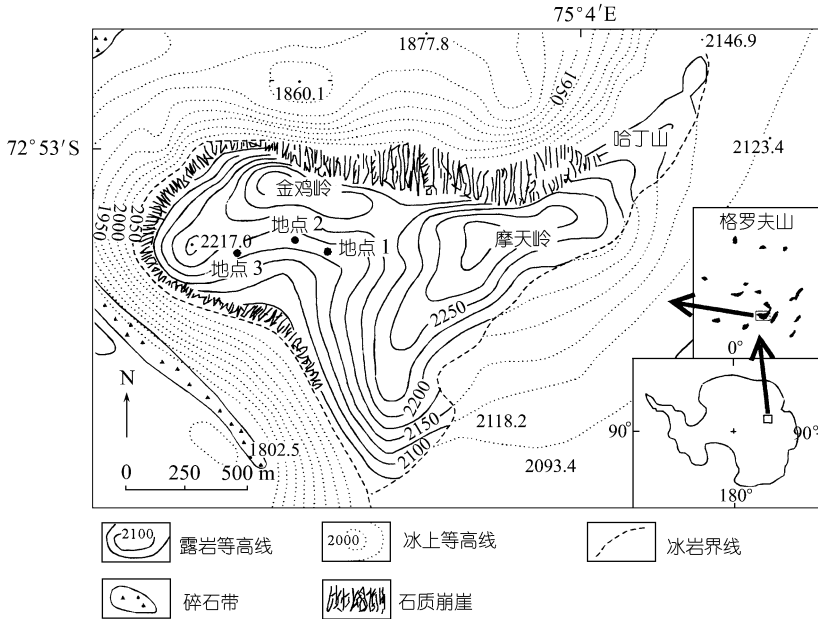 75°4′E
1877.8
2146.9
1950
1860.1
哈丁山
72°53′S
2123.4
金鸡岭
2050
2000
1950
格罗夫山
地点 2
摩天岭
2217.0
地点 1
地点 3
2250
0°
N
2200
2118.2
2150
90°
90°
1802.5
2100
0 250 500 m
2093.4
180°
2100
露岩等高线
2000
冰上等高线
冰岩界线
碎石带
石质崩崖